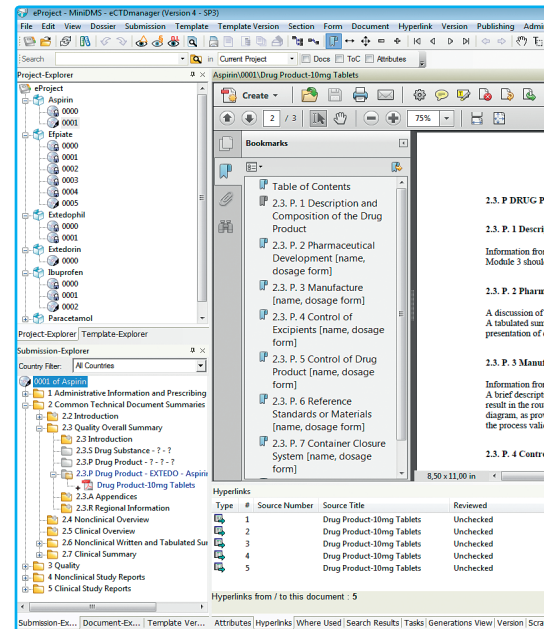 eProject - MiniDMS - eCTDmanager (Version 4 - SP3)
File Edit View Dossier Submission Template Template Version Section Form Document Hyperlink Version Publishing Admi
Search in Current Project Docs ToC Attributes
Project-Explorer
eProject
Aspirin
0000
0001
Efpiate
0000
0001
0002
0003
0004
0005
Extedophil
0000
0001
Extedorin
0000
Ibuprofen
0000
0001
0002
Paracetamol
Project-Explorer Template-Explorer
Submission-Explorer
Country Filter: All Countries
0001 of Aspirin
1 Administrative Information and Prescribing
2 Common Technical Document Summaries
2.2 Introduction
2.3 Quality Overall Summary
2.3 Introduction
2.3.S Drug Substance - ? - ?
2.3.P Drug Product - ? - ? - ?
2.3.P Drug Product - EXTEDO - Aspirin
Drug Product-10mg Tablets
2.3.A Appendices
2.3.R Regional Information
2.4 Nonclinical Overview
2.5 Clinical Overview
2.6 Nonclinical Written and Tabulated Su
2.7 Clinical Summary
3 Quality
4 Nonclinical Study Reports
5 Clinical Study Reports
Submission-Ex... Document-Ex... Template Ver...
Aspirin\0001\Drug Product-10mg Tablets
Create
2 / 3 75%
Bookmarks
Table of Contents
2.3. P. 1 Description and
Composition of the Drug
Product
2.3. P. 2 Pharmaceutical
Development [name,
dosage form]
2.3. P. 3 Manufacture
[name, dosage form]
2.3. P. 4 Control of
Excipients [name, dosage
form]
2.3. P. 5 Control of Drug
Product [name, dosage
form]
2.3. P. 6 Reference
Standards or Materials
[name, dosage form]
2.3. P. 7 Container Closure
System [name, dosage
form]
2.3. P DRUG P
2.3. P. 1 Descri
Information from
Module 3 shoul
2.3. P. 2 Pharm
A discussion of
A tabulated sum
presentation of
2.3. P. 3 Manuf
Information from
A brief descript
result in the rou
diagram, as prov
the process vali
2.3. P. 4 Contr
8,50 x 11,00 in
Hyperlinks
Type # Source Number Source Title Reviewed
1 Drug Product-10mg Tablets Unchecked
2 Drug Product-10mg Tablets Unchecked
3 Drug Product-10mg Tablets Unchecked
4 Drug Product-10mg Tablets Unchecked
5 Drug Product-10mg Tablets Unchecked
Hyperlinks from / to this document : 5
Attributes Hyperlinks Where Used Search Results Tasks Generations View Version Scra